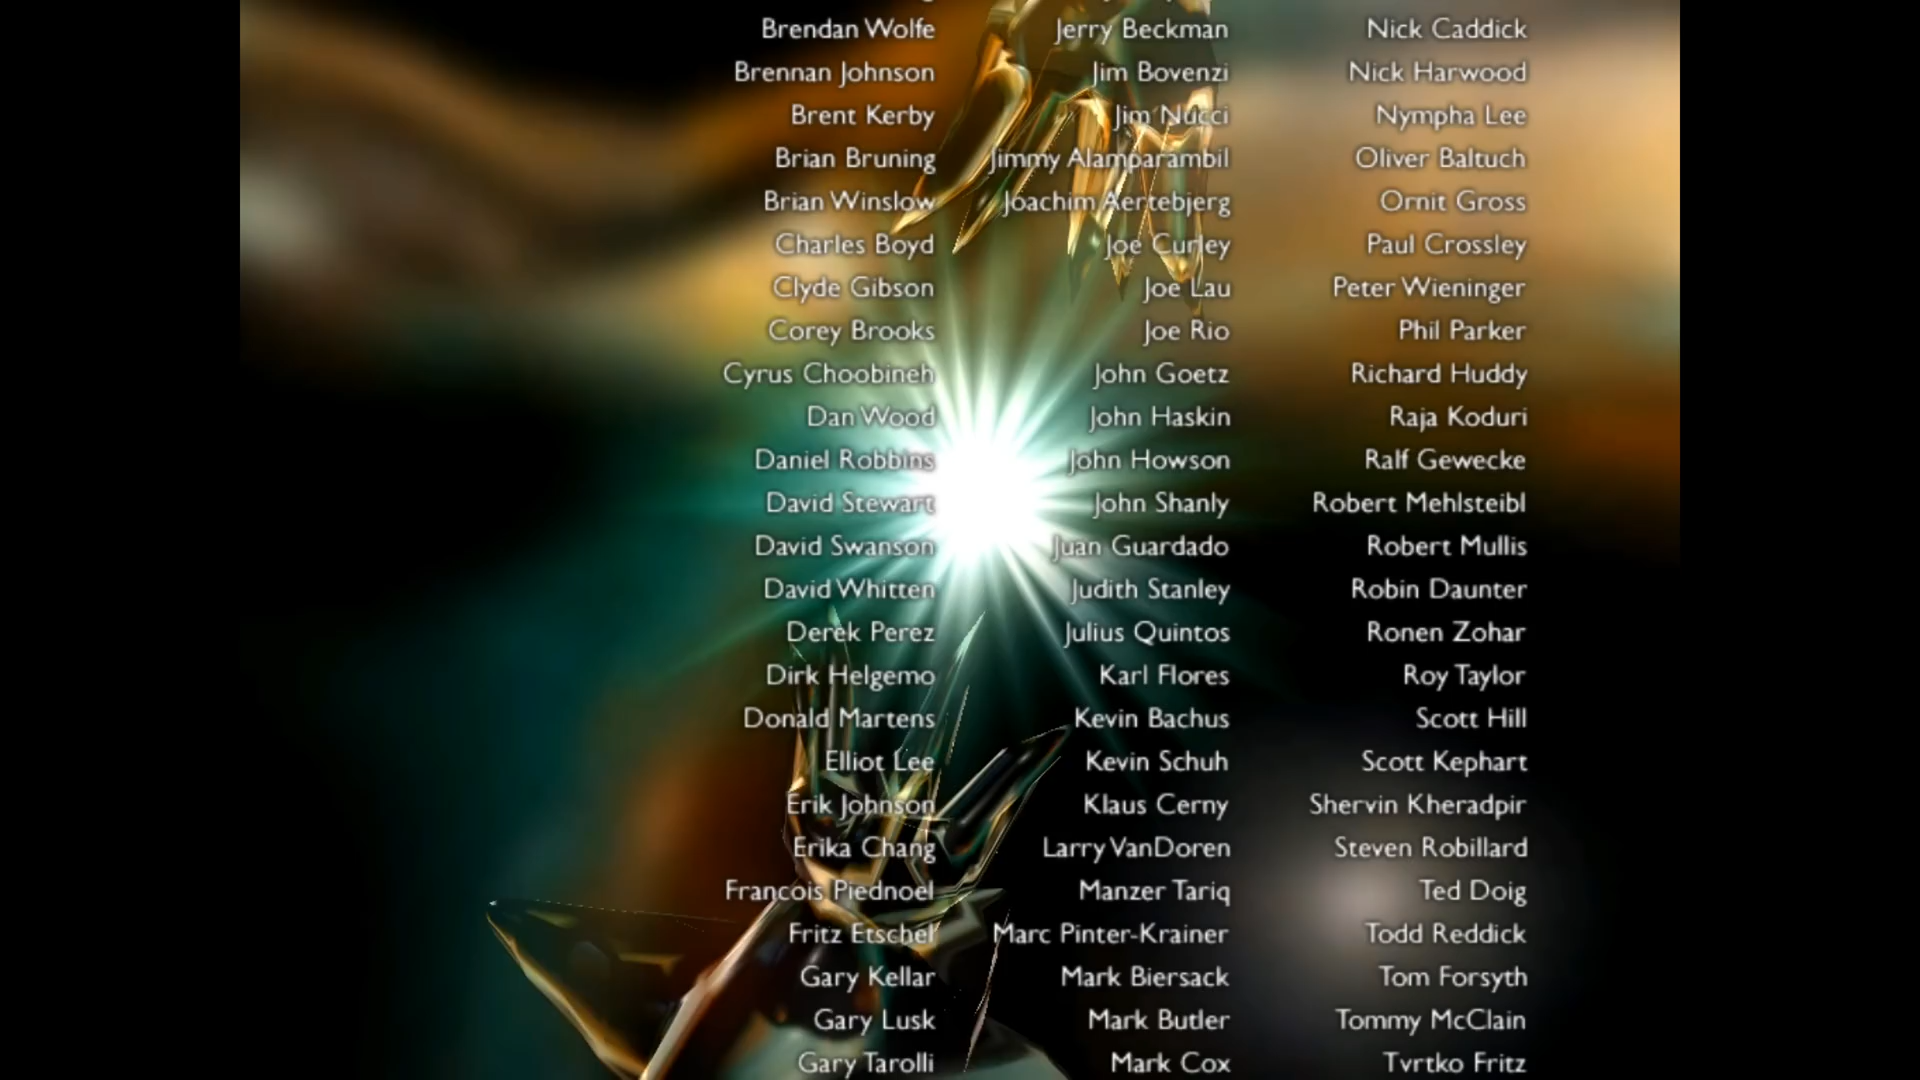 Brendan Wolfe
Brennan Johnson
Brent Kerby
Brian Bruning
Brian Winslow
Charles Boyd
Clyde Gibson
Corey Brooks
Cyrus Choobineh
Dan Wood
Daniel Robbins
David Stewart
David Swanson
David Whitten
Derek Perez
Dirk Helgemo
Donald Martens
Elliot Lee
Erik Johnson
Erika Chang
Francois Piednoel
Fritz Etschel
Gary Kellar
Gary Lusk
Gary Tarolli
Jerry Beckman
Jim Bovenzi
Jim Nucci
Jimmy Alamparambil
Joachim Aertebjerg
Joe Curley
Joe Lau
Joe Rio
John Goetz
John Haskin
John Howson
John Shanly
Juan Guardado
Judith Stanley
Julius Quintos
Karl Flores
Kevin Bachus
Kevin Schuh
Klaus Cerny
Larry VanDoren
Manzer Tariq
Marc Pinter-Krainer
Mark Biersack
Mark Butler
Mark Cox
Nick Caddick
Nick Harwood
Nympha Lee
Oliver Baltuch
Ornit Gross
Paul Crossley
Peter Wieninger
Phil Parker
Richard Huddy
Raja Koduri
Ralf Gewecke
Robert Mehlsteibl
Robert Mullis
Robin Daunter
Ronen Zohar
Roy Taylor
Scott Hill
Scott Kephart
Shervin Kheradpir
Steven Robillard
Ted Doig
Todd Reddick
Tom Forsyth
Tommy McClain
Tvrtko Fritz